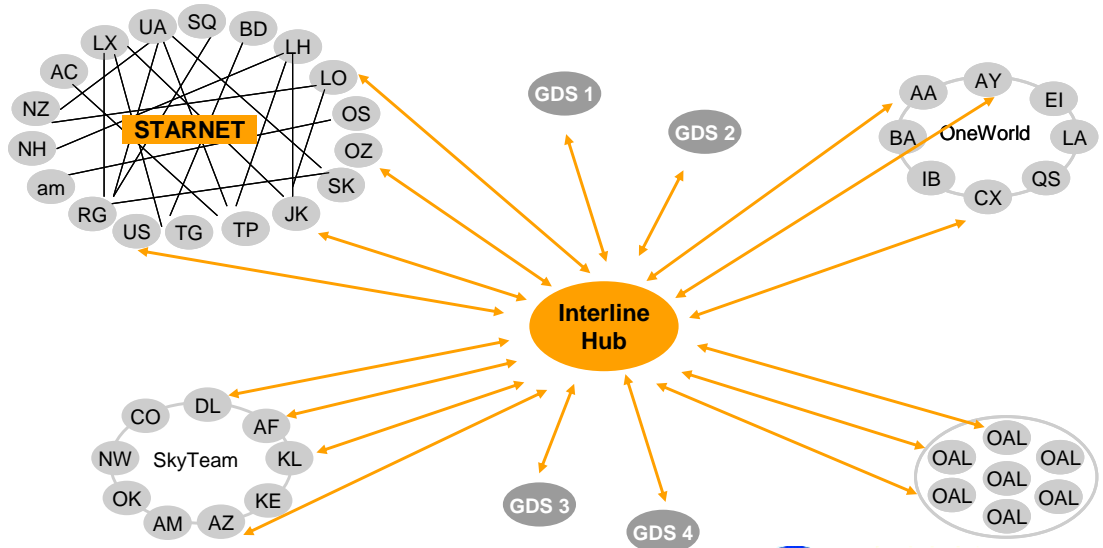 UA
SQ
BD
LH
LX
LO
AC
OS
NZ
STARNET
OZ
NH
SK
am
JK
RG
TP
US
TG
GDS 1
GDS 2
AA
AY
EI
BA
OneWorld
LA
IB
QS
CX
Interline
Hub
CO
DL
AF
NW
SkyTeam
KL
OK
KE
AM
AZ
GDS 3
GDS 4
OAL
OAL
OAL
OAL
OAL
OAL
OAL